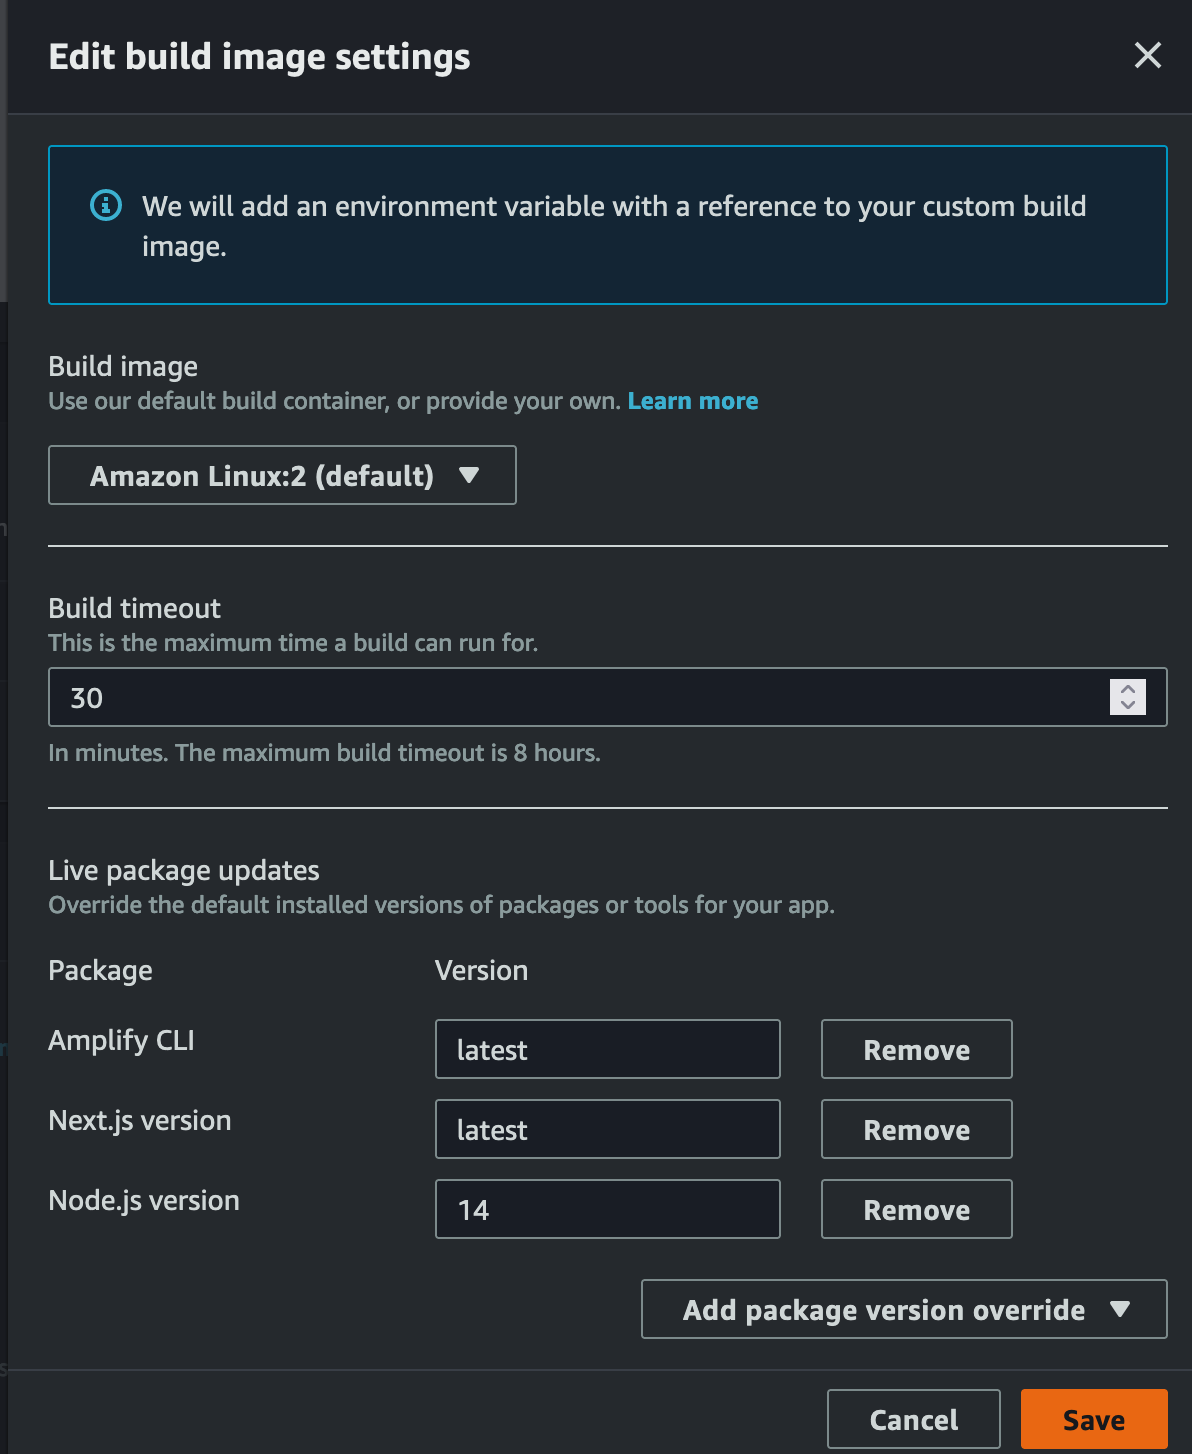 Edit build image settings
We will add an environment variable with a reference to your custom build
image.
Build image
Use our default build container, or provide your own. Learn more
Amazon Linux:2 (default)
Build timeout
This is the maximum time a build can run for.
30
In minutes. The maximum build timeout is 8 hours.
Live package updates
Override the default installed versions of packages or tools for your app.
Package Version
Amplify CLI latest Remove
Next.js version latest Remove
Node.js version 14 Remove
Add package version override
Cancel Save